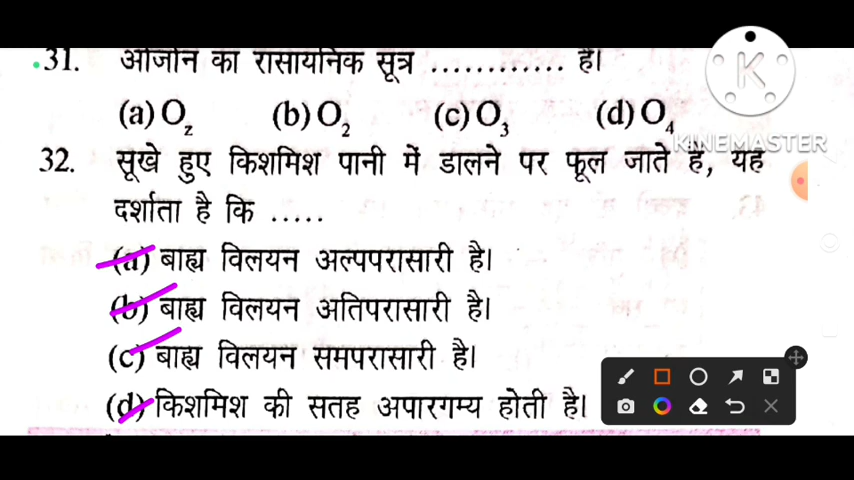 31. ओजोन का रासायनिक सूत्र ............ है।
(a) O₂ (b) O₂ (c) O₃ (d) O₄
K
KINEMASTER
32. सूखे हुए किशमिश पानी में डालने पर फूल जाते हैं, यह
दर्शाता है कि .....
(a) बाह्य विलयन अल्पपरासारी है।
(b) बाह्य विलयन अतिपरासारी है।
(c) बाह्य विलयन समपरासारी है।
(d) किशमिश की सतह अपारगम्य होती है।